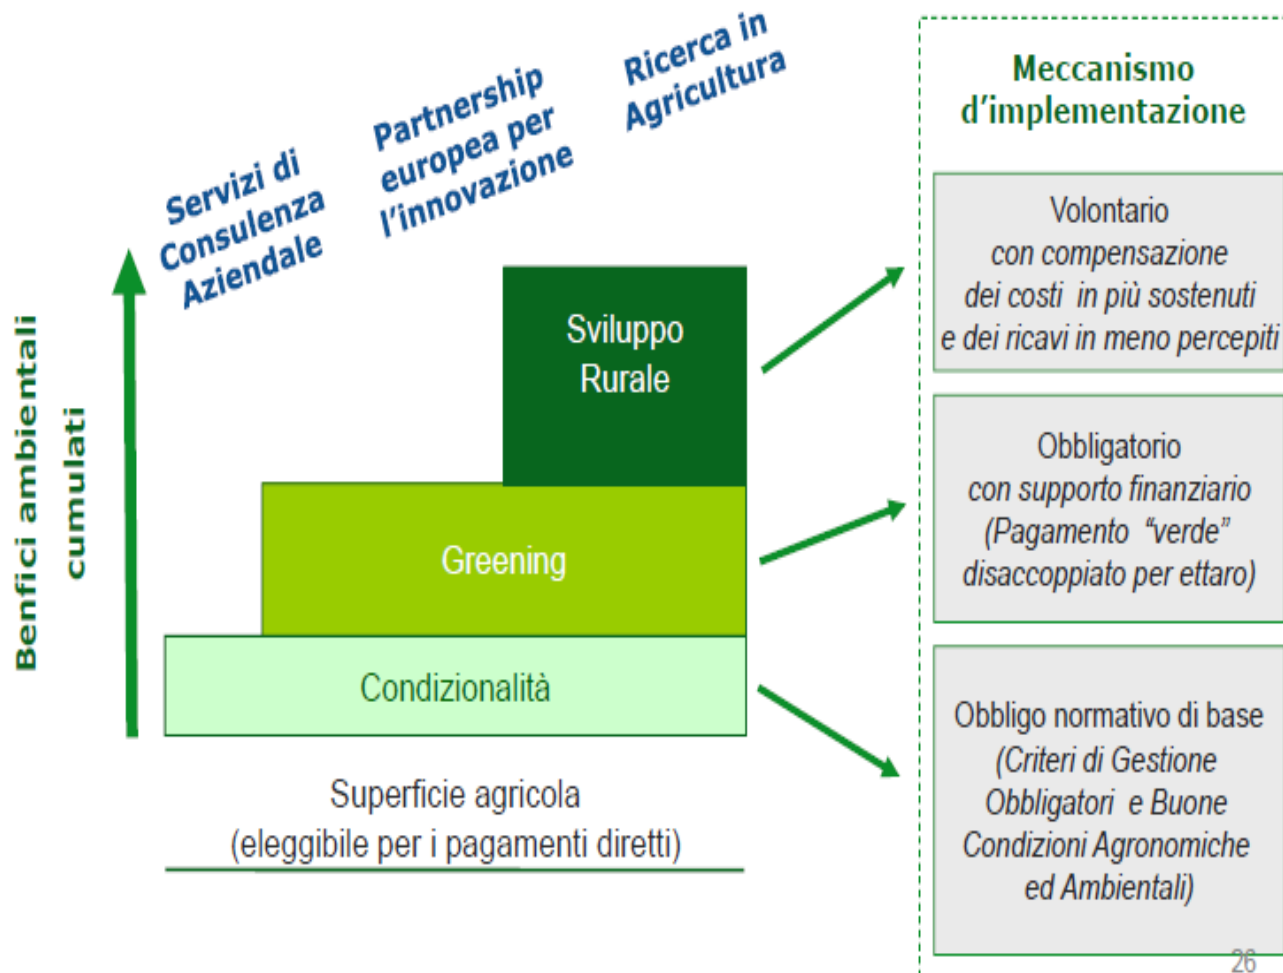 Servizi di
Consulenza
Aziendale
Partnership
europea per
l'innovazione
Ricerca in
Agricultura
Benfici ambientali
cumulati
Sviluppo
Rurale
Greening
Condizionalità
Superficie agricola
(eleggibile per i pagamenti diretti)
Meccanismo
d'implementazione
Volontario
con compensazione
dei costi in più sostenuti
e dei ricavi in meno percepiti
Obbligatorio
con supporto finanziario
(Pagamento "verde"
disaccoppiato per ettaro)
Obbligo normativo di base
(Criteri di Gestione
Obbligatori e Buone
Condizioni Agronomiche
ed Ambientali)
26